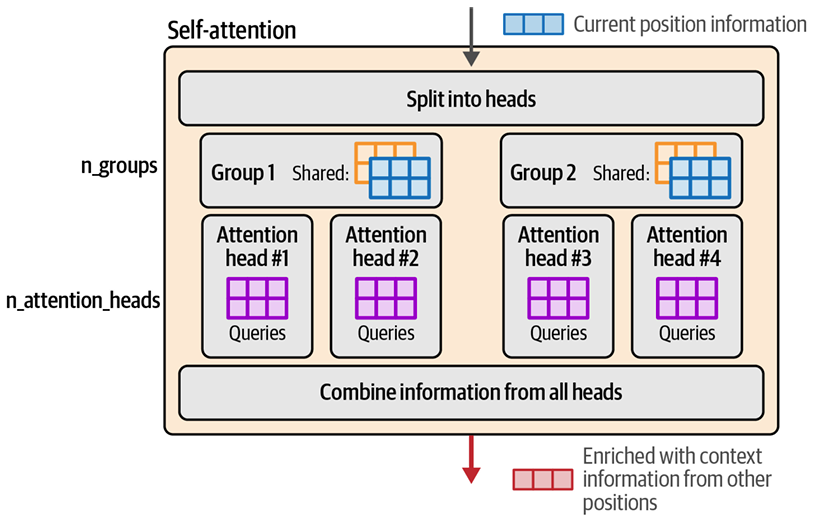 Self-attention
Current position information
Split into heads
n_groups
Group 1 Shared:
Group 2 Shared:
n_attention_heads
Attention
head #1
Queries
Attention
head #2
Queries
Attention
head #3
Queries
Attention
head #4
Queries
Combine information from all heads
Enriched with context
information from other
positions